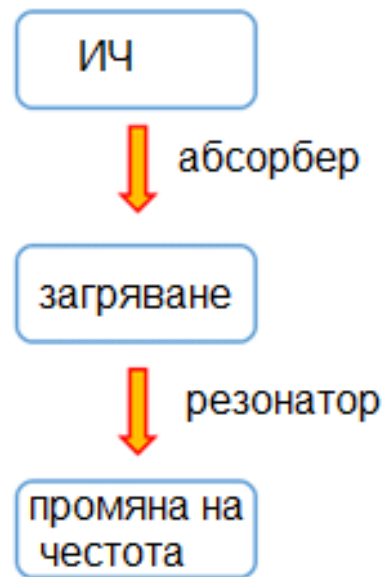 ИЧ
абсорбер
загряване
резонатор
промяна на
честота